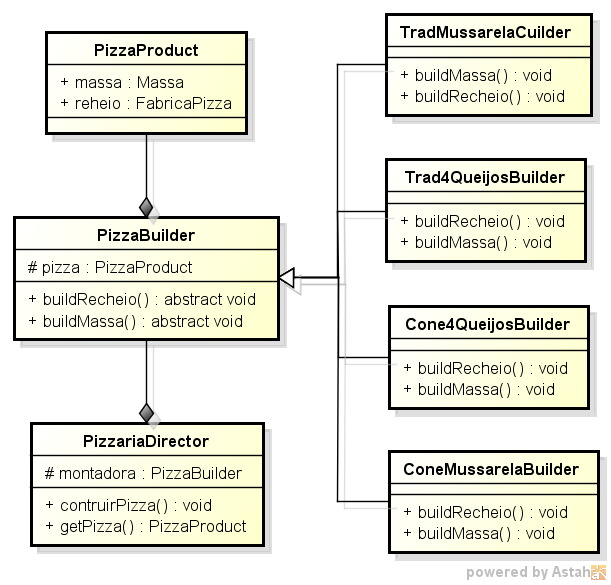 PizzaProduct
+ massa : Massa
+ reheio : FabricaPizza
PizzaBuilder
# pizza : PizzaProduct
+ buildRecheio() : abstract void
+ buildMassa() : abstract void
PizzariaDirector
# montadora : PizzaBuilder
+ contruirPizza() : void
+ getPizza() : PizzaProduct
TradMussarelaCuilder
+ buildMassa() : void
+ buildRecheio() : void
Trad4QueijosBuilder
+ buildRecheio() : void
+ buildMassa() : void
Cone4QueijosBuilder
+ buildRecheio() : void
+ buildMassa() : void
ConeMussarelaBuilder
+ buildRecheio() : void
+ buildMassa() : void
powered by Astah